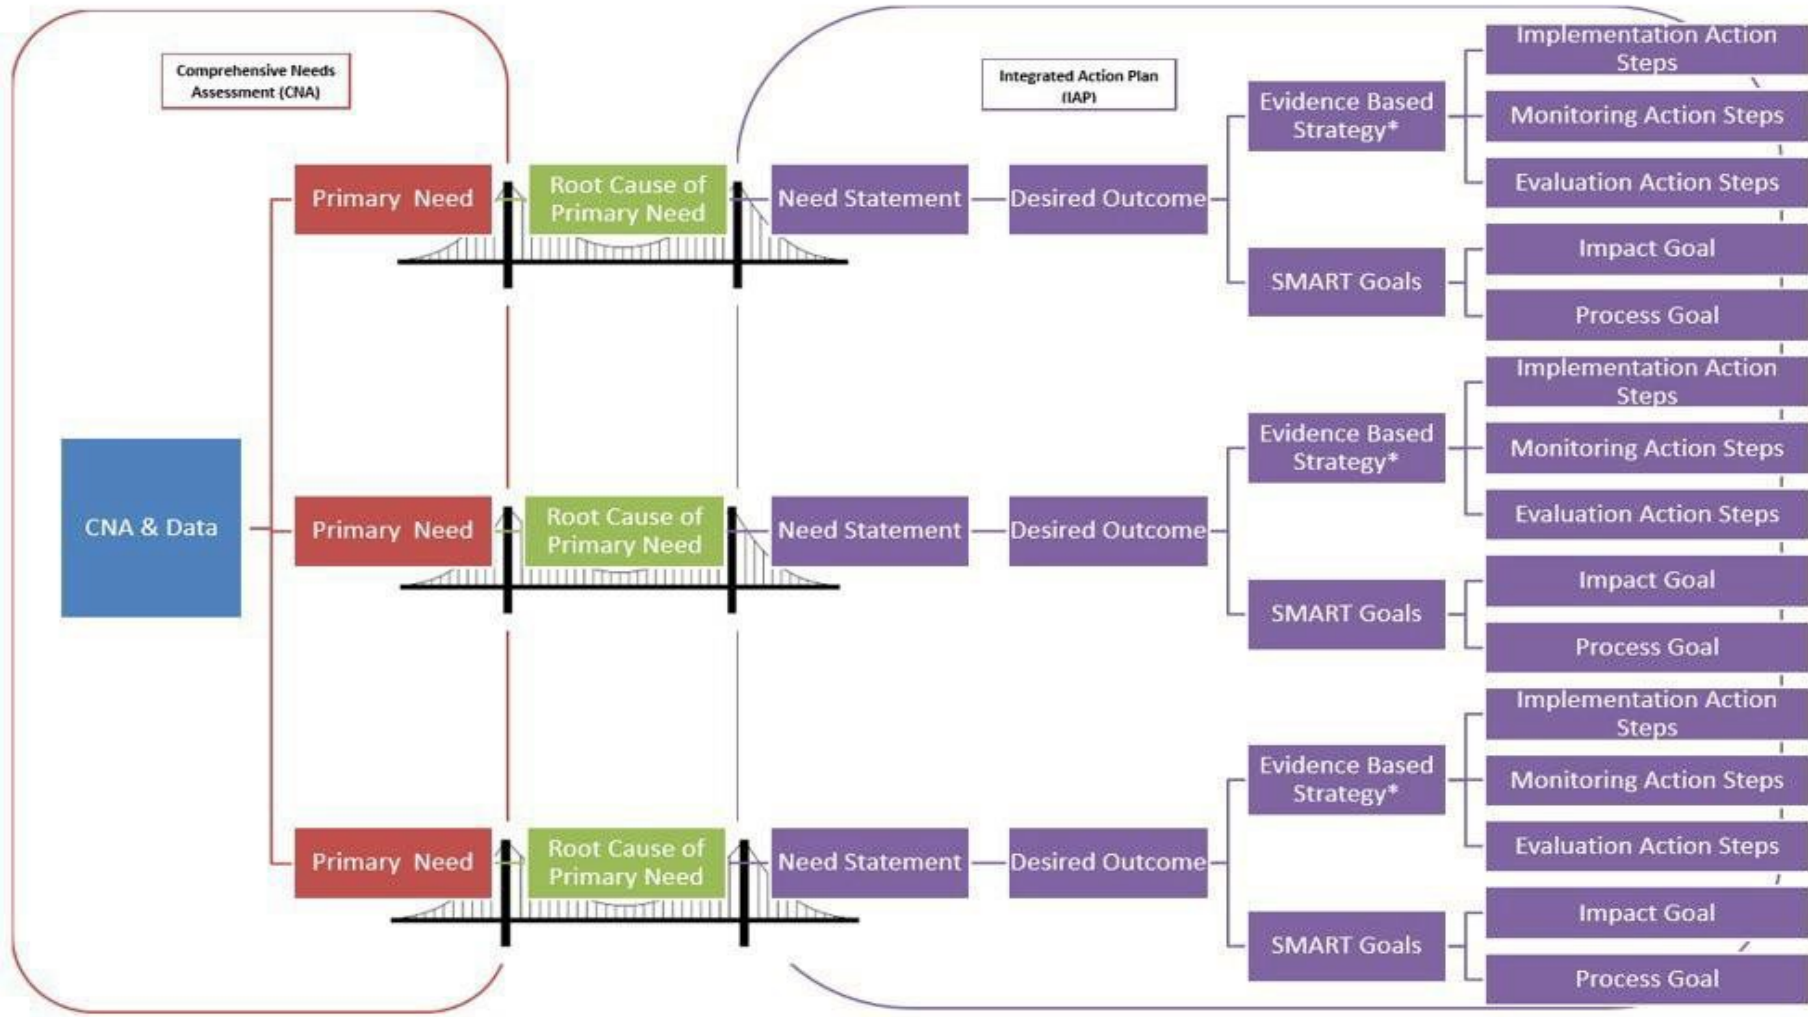 Comprehensive Needs
Assessment (CNA)
Integrated Action Plan
(IAP)
CNA & Data
Primary Need
Root Cause of
Primary Need
Need Statement
Desired Outcome
Evidence Based
Strategy*
Implementation Action
Steps
Monitoring Action Steps
Evaluation Action Steps
SMART Goals
Impact Goal
Process Goal
Primary Need
Root Cause of
Primary Need
Need Statement
Desired Outcome
Evidence Based
Strategy*
Implementation Action
Steps
Monitoring Action Steps
Evaluation Action Steps
SMART Goals
Impact Goal
Process Goal
Primary Need
Root Cause of
Primary Need
Need Statement
Desired Outcome
Evidence Based
Strategy*
Implementation Action
Steps
Monitoring Action Steps
Evaluation Action Steps
SMART Goals
Impact Goal
Process Goal